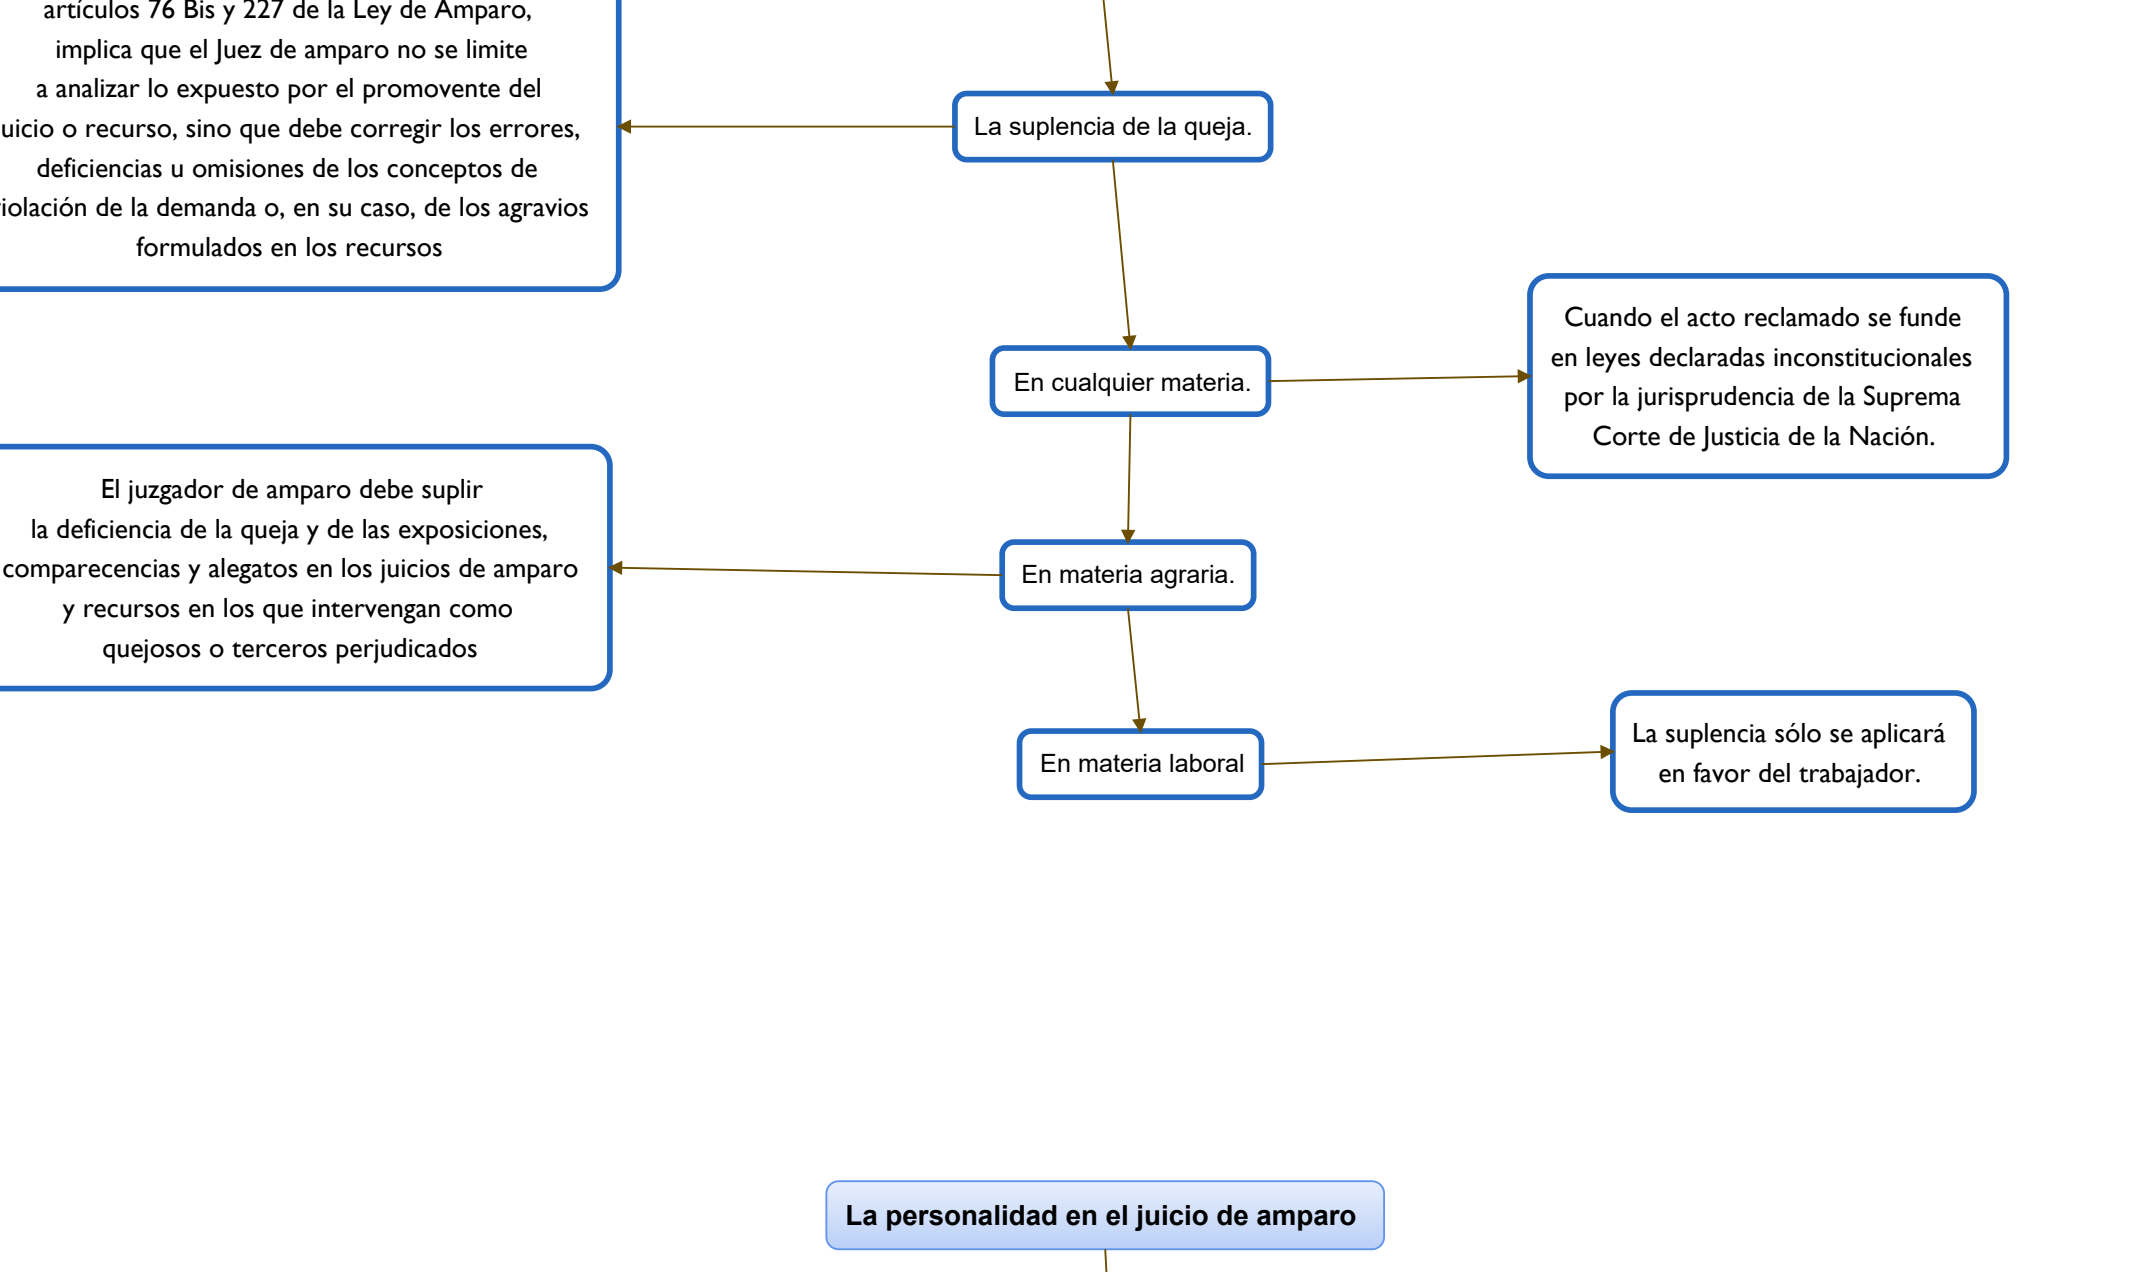 artículos 76 Bis y 227 de la Ley de Amparo,
implica que el Juez de amparo no se limite
a analizar lo expuesto por el promovente del
uicio o recurso, sino que debe corregir los errores,
deficiencias u omisiones de los conceptos de
iolación de la demanda o, en su caso, de los agravios
formulados en los recursos
La suplencia de la queja.
En cualquier materia.
Cuando el acto reclamado se funde
en leyes declaradas inconstitucionales
por la jurisprudencia de la Suprema
Corte de Justicia de la Nación.
El juzgador de amparo debe suplir
la deficiencia de la queja y de las exposiciones,
comparecencias y alegatos en los juicios de amparo
y recursos en los que intervengan como
quejosos o terceros perjudicados
En materia agraria.
En materia laboral
La suplencia sólo se aplicará
en favor del trabajador.
La personalidad en el juicio de amparo